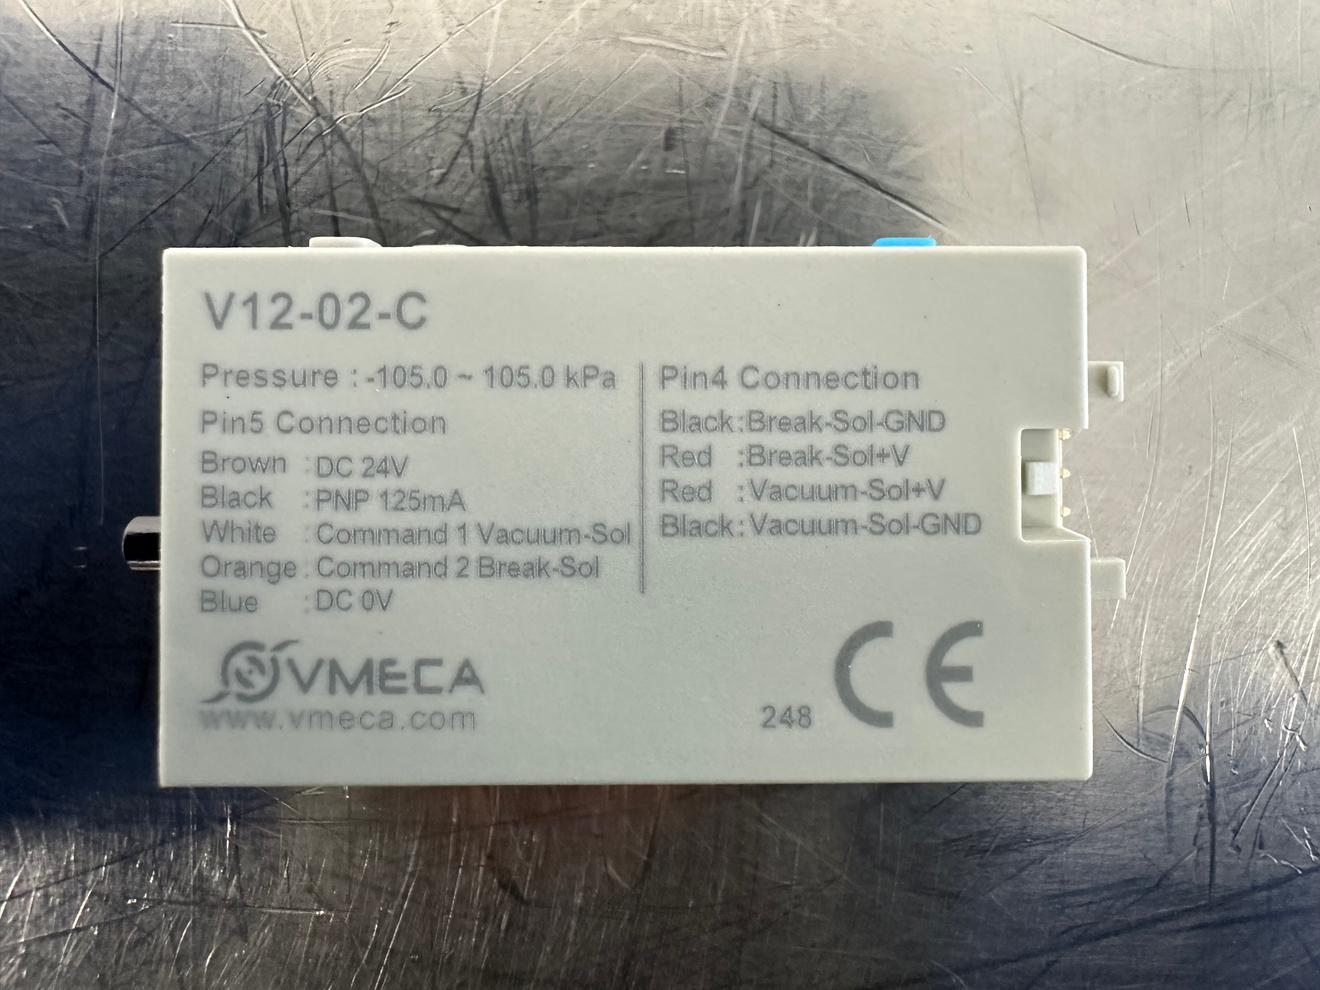 V12-02-C
Pressure : -105.0 ~ 105.0 kPa
Pin5 Connection
Brown : DC 24V
Black : PNP 125mA
White : Command 1 Vacuum-Sol
Orange : Command 2 Break-Sol
Blue : DC 0V
Pin4 Connection
Black : Break-Sol-GND
Red : Break-Sol+V
Red : Vacuum-Sol+V
Black : Vacuum-Sol-GND
VMECA
www.vmeca.com
248 CE